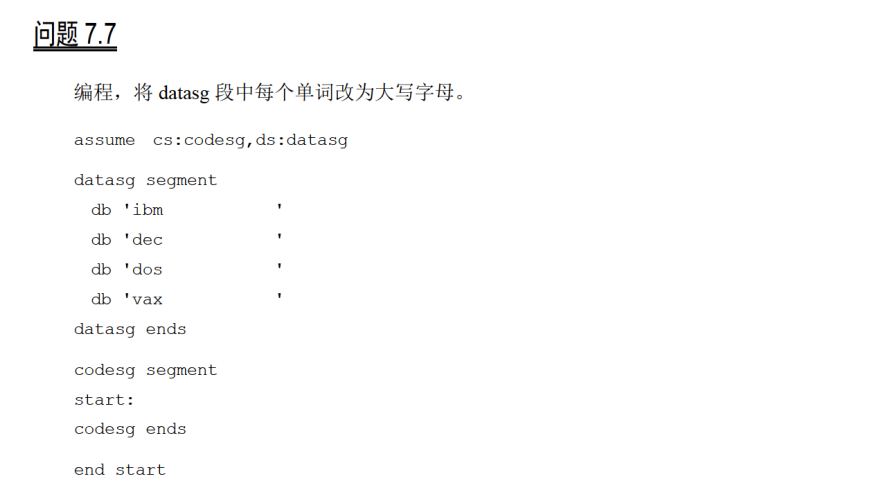 问题 7.7
编程，将 datasg 段中每个单词改为大写字母。
assume  cs:codesg,ds:datasg
datasg segment
  db 'ibm             '
  db 'dec             '
  db 'dos             '
  db 'vax             '
datasg ends
codesg segment
start:
codesg ends
end start